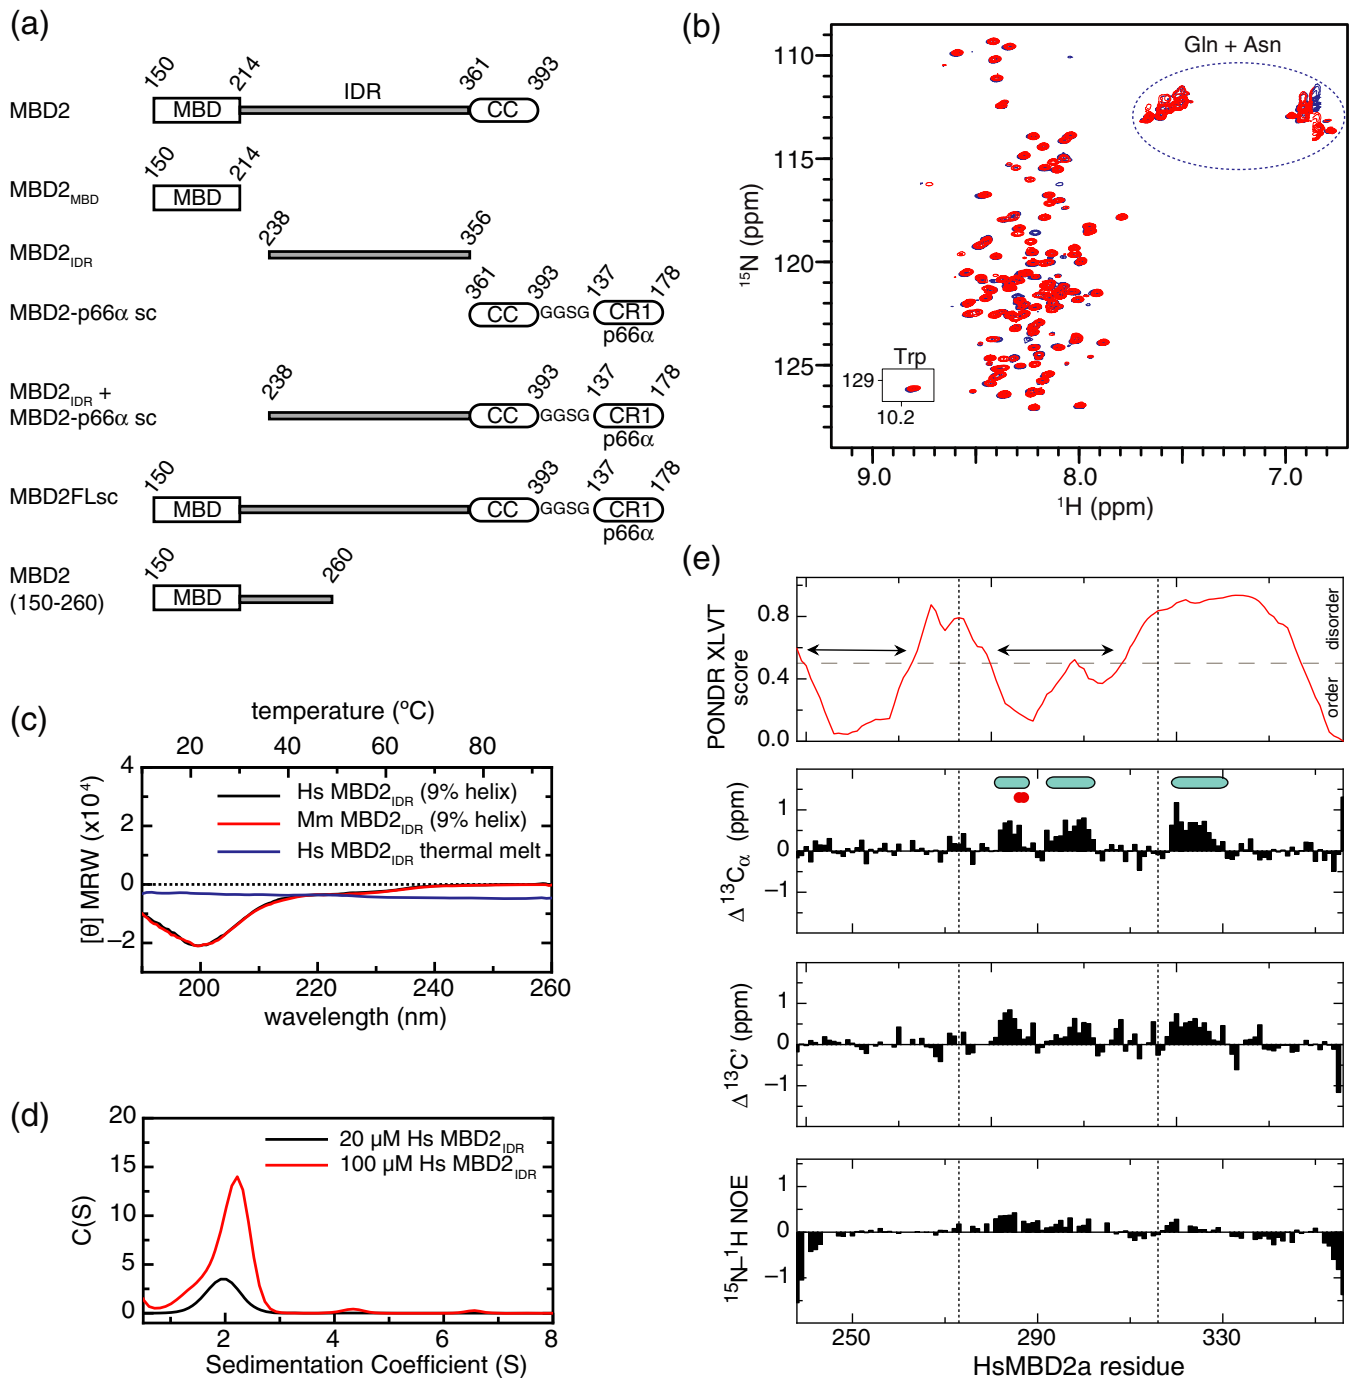 (a)
150 214 361 393
MBD2 MBD IDR CC
150 214
MBD2MBD MBD
238 356
MBD2IDR
361 393 137 178
MBD2-p66α sc CC GGSG CR1
p66α
238 393 137 178
MBD2IDR +
MBD2-p66α sc CC GGSG CR1
p66α
150 393 137 178
MBD2FLsc MBD CC GGSG CR1
p66α
150 260
MBD2
(150-260) MBD
(b)
Gln + Asn
110
115
120
125
15N (ppm)
Trp
129
10.2
9.0 8.0 7.0
1H (ppm)
(c)
temperature (ºC)
20 40 60 80
4
2
0
−2
[θ] MRW (x10⁴)
Hs MBD2IDR (9% helix)
Mm MBD2IDR (9% helix)
Hs MBD2IDR thermal melt
200 220 240 260
wavelength (nm)
(d)
20
15
10
5
0
C(S)
20 µM Hs MBD2IDR
100 µM Hs MBD2IDR
2 4 6 8
Sedimentation Coefficient (S)
(e)
PONDR XLVT
score
0.8
0.4
0.0
disorder
order
Δ 13Cα (ppm)
1
0
−1
Δ 13C' (ppm)
1
0
−1
15N–1H NOE
1
0
−1
250 290 330
HsMBD2a residue